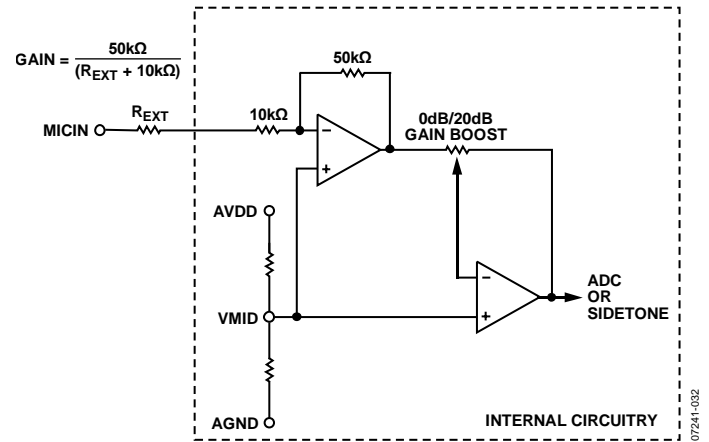 GAIN = 50kΩ
(REXT + 10kΩ)
50kΩ
REXT
10kΩ
MICIN
0dB/20dB
GAIN BOOST
−
+
AVDD
VMID
AGND
−
+
ADC
OR
SIDETONE
INTERNAL CIRCUITRY
07241-032